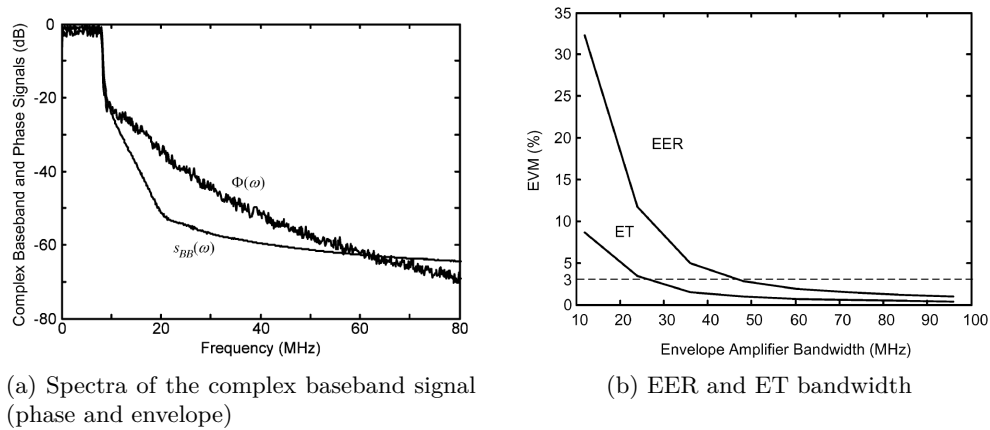 Complex Baseband and Phase Signals (dB)
0
-20
-40
-60
-80
Φ(ω)
s_BB(ω)
0 20 40 60 80
Frequency (MHz)
(a) Spectra of the complex baseband signal
(phase and envelope)
EVM (%)
35
30
25
20
15
10
5
3
0
EER
ET
10 20 30 40 50 60 70 80 90 100
Envelope Amplifier Bandwidth (MHz)
(b) EER and ET bandwidth